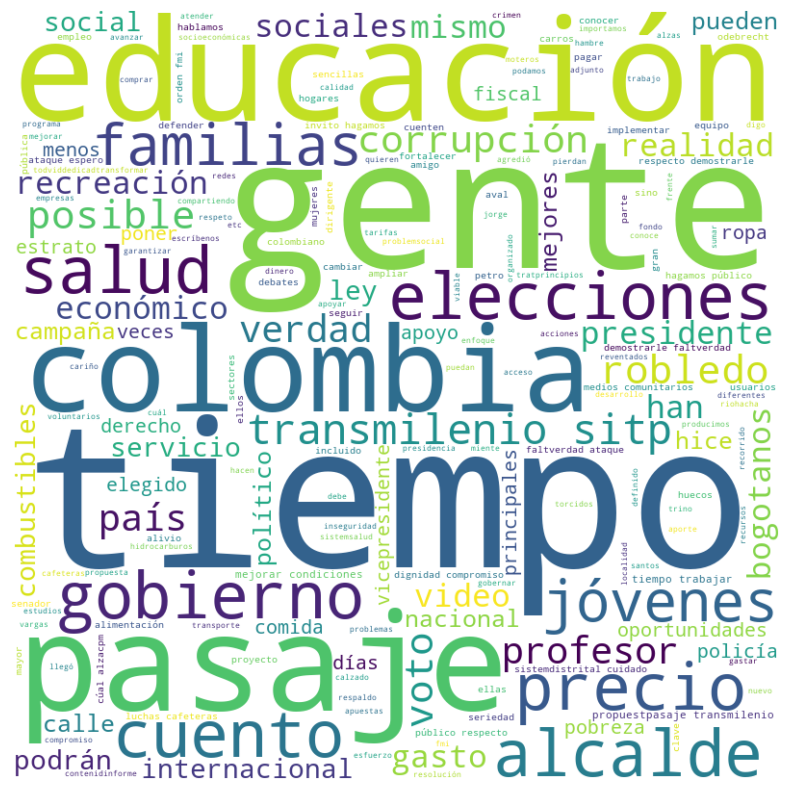 social
sociales
mismo
pueden
educación
familias
corrupción
realidad
fiscal
menos
recreación
posible
gente
mejores
ropa
estrato
poner
salud
económico
ley
elecciones
campaña
veces
verdad
apoyo
presidente
colombia
robledo
transmilenio sitp
han
hice
derecho
servicio
elegido
combustibles
país
político
vicepresidente
principales
bogotanos
tiempo
gobierno
video
nacional
jóvenes
comida
días
voto
profesor
oportunidades
policía
pasaje
precio
calle
cuento
gasto
pobreza
alcalde
podrán
internacional
atender
hablamos
empleo
avanzar
socioeconómicas
comprar
orden fmi
sencillas
calidad
hogares
crimen
conocer
importamos
carros
hambre
alzas
odebrecht
pagar
moteros
podamos
adjunto
trabajo
programa
mejorar
defender
invito hagamos
cuenten
fortalecer
implementar
equipo
digo
pública
ataque espero
todviddedicadtransformar
redes
quieren
amigo
agredió
pierdan
respecto demostrarle
empresas
compartiendo
respeto
etc
escríbenos
garantizar
mujeres
dirigente
aval
jorge
sino
parte
frente
colombiano
tarifas
problemsocial
organizado
fondo
conoce
gran
sumar
debates
dinero
cambiar
ampliar
petro
viable
hagamos público
seguir
apoyar
enfoque
acciones
demostrarle faltverdad
reventados
cariño
sectores
puedan
acceso
desarrollo
medios comunitarios
usuarios
diferentes
riohacha
voluntarios
cuál
ellos
hacen
incluido
presidencia
miente
faltverdad ataque
producimos
recorrido
alivio
hidrocarburos
debe
inseguridad
sistemsalud
torcidos
definido
huecos
recursos
cafeteras
propuesta
mejorar condiciones
dignidad compromiso
gobernar
aporte
santos
localidad
tiempo trabajar
senador
estudios
vargas
alimentación
transporte
problemas
mayor
llegó
cúal alzacpm
proyecto
calzado
ellas
sistemdistrital cuidado
gastar
nuevo
luchas cafeteras
respaldo
apuestas
seriedad
propuestpasaje transmilenio
compromiso
contenidinforme
público respecto
fmi
esfuerzo
resolución
clave